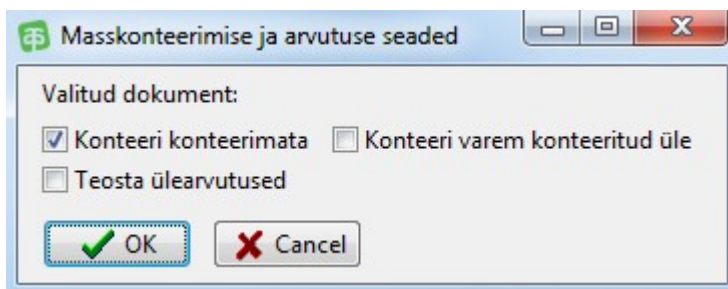 Masskonteerimise ja arvutuse seaded
Valitud dokument:
Konteeri konteerimata Konteeri varem konteeritud üle
Teosta ülearvutused
OK Cancel